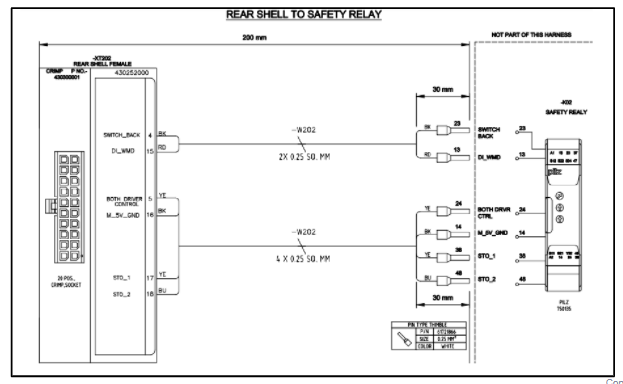 REAR SHELL TO SAFETY RELAY
200 mm
NOT PART OF THIS HARNESS
-XT202
REAR SHELL FEMALE
CRIMP P NO.-
430300001
430252000
30 mm
-K02
SAFETY REALY
SWITCH_BACK 4 BK
DI_WMD 15 RD
-W202
2X 0.25 SQ. MM
BK 23 SWITCH BACK 23
RD 13 DI_WMD 13
pilz
BOTH DRIVER CONTROL 5 YE
M_5V_GND 16 BK
-W202
4 X 0.25 SQ. MM
YE 24 BOTH DRVR CTRL 24
BK 14 M_5V_GND 14
YE STO_1
BU 48 STO_2
STO_1 17 YE
STO_2 18 BU
20 POS.,
CRIMP,SOCKET
30 mm
PILZ
750135
PIN TYPE THIMBLE
P/N
SIZE 0.25 MM²
COLOR WHITE
Con